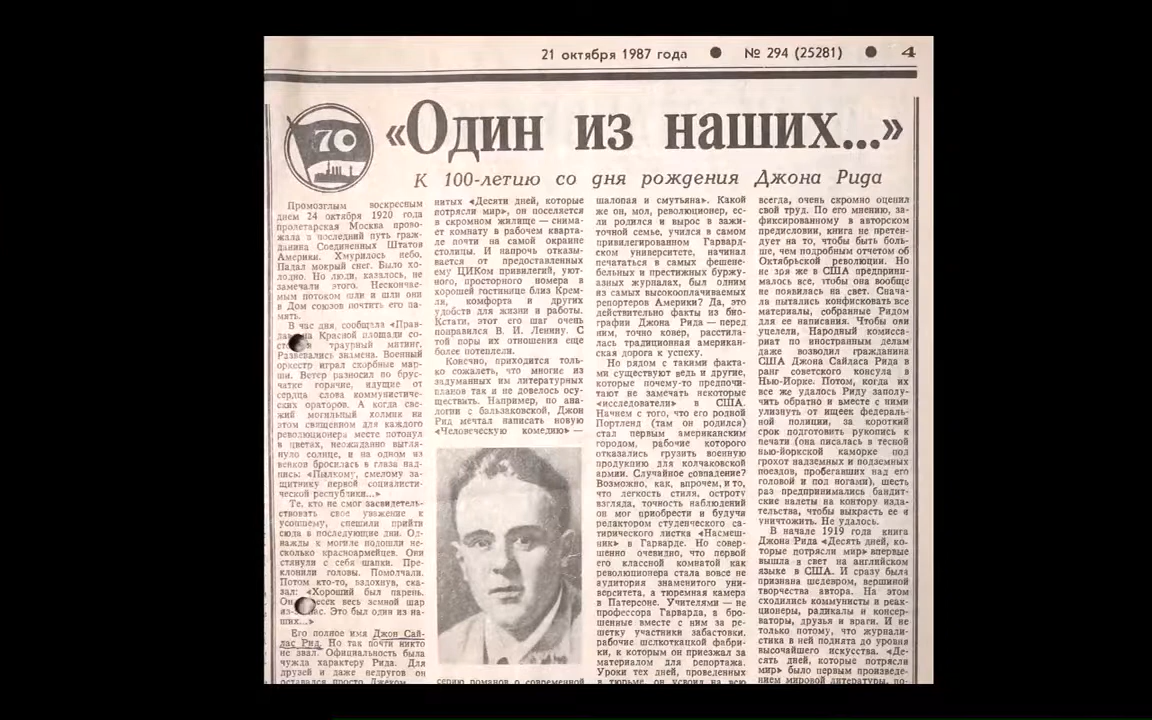 21 октября 1987 года ● № 294 (25281) ● 4
70
«Один из наших...»
К 100-летию со дня рождения Джона Рида
Промозглым воскресным
днем 24 октября 1920 года
пролетарская Москва прово-
жала в последний путь граж-
данина Соединенных Штатов
Америки. Хмурилось небо.
Падал мокрый снег. Было хо-
лодно. Но люди, казалось, не
замечали этого. Нескончае-
мым потоком шли и шли они
в Дом союзов почтить его па-
мять.
В час дня, сообщала «Прав-
на Красной площади со-
траурный митинг.
Развевались знамена. Военный
оркестр играл скорбные мар-
ши. Ветер разносил по брус-
чатке горячие, идущие от
сердца слова коммунистиче-
ских ораторов. А когда све-
жий могильный холмик на
этом священном для каждого
революционера месте потонул
в цветах, неожиданно выгля-
нуло солнце, и на одном из
венков бросилась в глаза над-
пись: «Пылкому, смелому за-
щитнику первой социалисти-
ческой республики...»
Те, кто не смог засвидетель-
ствовать свое уважение к
усопшему, спешили прийти
сюда в последующие дни. Од-
нажды к могиле подошли не-
сколько красноармейцев. Они
стянули с себя шапки. Пре-
клонили головы. Помолчали.
Потом кто-то, вздохнув, ска-
зал: «Хороший был парень.
весь земной шар
из-за нас. Это был один из на-
ших...»
Его полное имя Джон Сай-
лас Рид. Но так почти никто
не звал. Официальность была
чужда характеру Рида. Для
друзей и даже недругов он
оставался просто Джеком.
нитых «Десяти дней, которые
потрясли мир», он поселяется
в скромном жилище — снима-
ет комнату в рабочем кварта-
ле почти на самой окраине
столицы. И напрочь отказы-
вается от предоставленных
ему ЦИКом привилегий, уют-
ного, просторного номера в
хорошей гостинице близ Крем-
ля, комфорта и других
удобств для жизни и работы.
Кстати, этот его шаг очень
понравился В. И. Ленину. С
той поры их отношения еще
более потеплели.
Конечно, приходится толь-
ко сожалеть, что многие из
задуманных им литературных
планов так и не довелось осу-
ществить. Например, по ана-
логии с бальзаковской, Джон
Рид мечтал написать новую
«Человеческую комедию» —
серию романов о современной
шалопая и смутьяна». Какой
же он, мол, революционер, ес-
ли родился и вырос в зажи-
точной семье, учился в самом
привилегированном Гарвард-
ском университете, начинал
печататься в самых фешене-
бельных и престижных буржу-
азных журналах, был одним
из самых высокооплачиваемых
репортеров Америки? Да, это
действительно факты из био-
графии Джона Рида — перед
ним, точно ковер, расстила-
лась традиционная американ-
ская дорога к успеху.
Но рядом с такими факта-
ми существуют ведь и другие,
которые почему-то предпочи-
тают не замечать некоторые
«исследователи» в США.
Начнем с того, что его родной
Портленд (там он родился)
стал первым американским
городом, рабочие которого
отказались грузить военную
продукцию для колчаковской
армии. Случайное совпадение?
Возможно, как, впрочем, и то,
что легкость стиля, остроту
взгляда, точность наблюдений
он мог приобрести и будучи
редактором студенческого са-
тирического листка «Насмеш-
ник» в Гарварде. Но совер-
шенно очевидно, что первой
его классной комнатой как
революционера стала вовсе не
аудитория знаменитого уни-
верситета, а тюремная камера
в Патерсоне. Учителями — не
профессора Гарварда, а бро-
шенные вместе с ним за ре-
шетку участники забастовки,
рабочие шелкоткацкой фабри-
ки, к которым он приезжал за
материалом для репортажа.
Уроки тех дней, проведенных
в тюрьме, он усвоил на всю
всегда, очень скромно оценил
свой труд. По его мнению, за-
фиксированному в авторском
предисловии, книга не претен-
дует на то, чтобы быть боль-
ше, чем подробным отчетом об
Октябрьской революции. Но
не зря же в США предприни-
малось все, чтобы она вообще
не появилась на свет. Снача-
ла пытались конфисковать все
материалы, собранные Ридом
для ее написания. Чтобы они
уцелели, Народный комисса-
риат по иностранным делам
даже возводил гражданина
США Джона Сайласа Рида в
ранг советского консула в
Нью-Йорке. Потом, когда их
все же удалось Риду заполу-
чить обратно и вместе с ними
улизнуть от ищеек федераль-
ной полиции, за короткий
срок подготовить рукопись к
печати (она писалась в тесной
нью-йоркской каморке под
грохот надземных и подземных
поездов, пробегавших над его
головой и под ногами), шесть
раз предпринимались бандит-
ские налеты на контору изда-
тельства, чтобы выкрасть ее и
уничтожить. Не удалось.
В начале 1919 года книга
Джона Рида «Десять дней, ко-
торые потрясли мир» впервые
вышла в свет на английском
языке в США. И сразу была
признана шедевром, вершиной
творчества автора. На этом
сходились коммунисты и реак-
ционеры, радикалы и консер-
ваторы, друзья и враги. И не
только потому, что журнали-
стика в ней поднята до уровня
высочайшего искусства. «Де-
сять дней, которые потрясли
мир» было первым произведе-
нием мировой литературы, по-